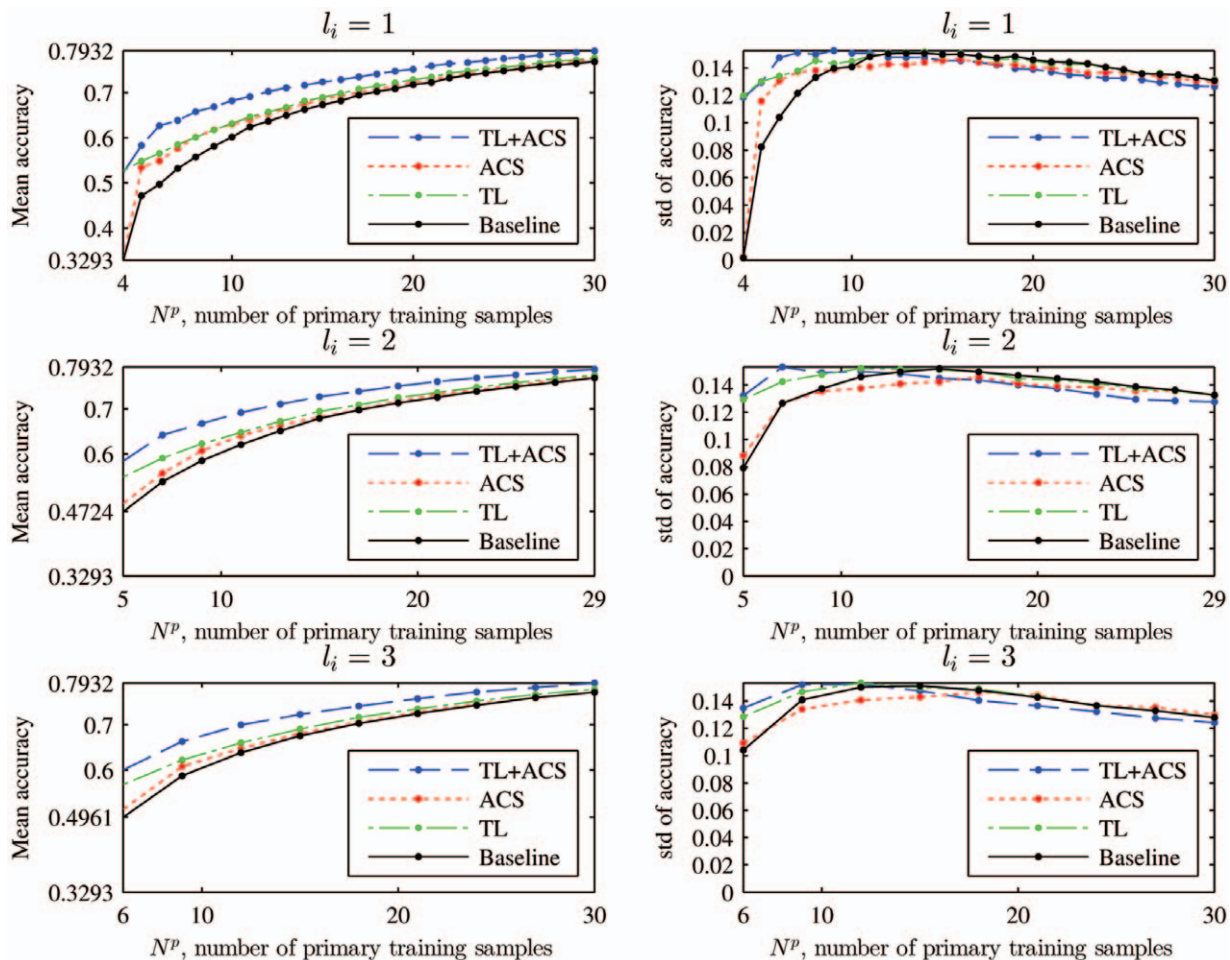 l_i = 1
Mean accuracy
0.7932
0.7
0.6
0.5
0.4
0.3293
TL+ACS
ACS
TL
Baseline
4 10 20 30
N^p, number of primary training samples
l_i = 1
std of accuracy
0.14
0.12
0.1
0.08
0.06
0.04
0.02
0
TL+ACS
ACS
TL
Baseline
4 10 20 30
N^p, number of primary training samples
l_i = 2
Mean accuracy
0.7932
0.7
0.6
0.4724
0.3293
TL+ACS
ACS
TL
Baseline
5 10 20 29
N^p, number of primary training samples
l_i = 2
std of accuracy
0.14
0.12
0.1
0.08
0.06
0.04
0.02
0
TL+ACS
ACS
TL
Baseline
5 10 20 29
N^p, number of primary training samples
l_i = 3
Mean accuracy
0.7932
0.7
0.6
0.4961
0.3293
TL+ACS
ACS
TL
Baseline
6 10 20 30
N^p, number of primary training samples
l_i = 3
std of accuracy
0.14
0.12
0.1
0.08
0.06
0.04
0.02
0
TL+ACS
ACS
TL
Baseline
6 10 20 30
N^p, number of primary training samples